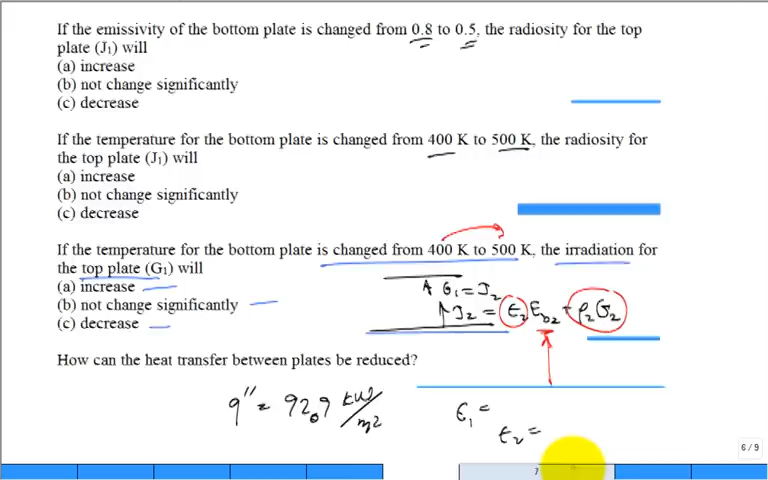 If the emissivity of the bottom plate is changed from 0.8 to 0.5, the radiosity for the top
plate (J₁) will
(a) increase
(b) not change significantly
(c) decrease
If the temperature for the bottom plate is changed from 400 K to 500 K, the radiosity for
the top plate (J₁) will
(a) increase
(b) not change significantly
(c) decrease
If the temperature for the bottom plate is changed from 400 K to 500 K, the irradiation for
the top plate (G₁) will
(a) increase
(b) not change significantly
(c) decrease
↑ G₁ = J₂
↑ J₂ = ε₂ E_b₂ + ρ₂ G₂
How can the heat transfer between plates be reduced?
q″ = 92.9 kW/m²
ε₁ =
ε₂ =
6 / 9
7